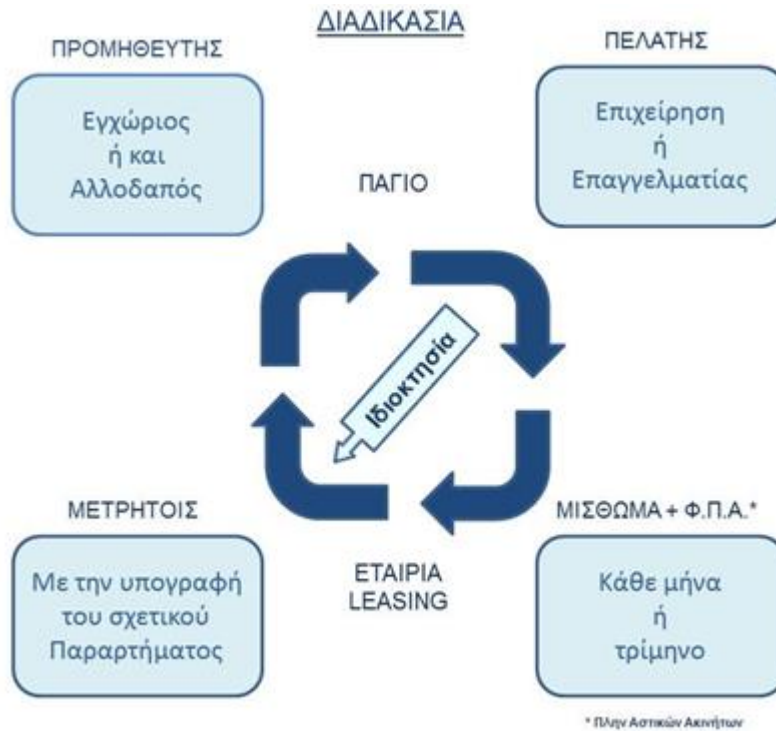 ΔΙΑΔΙΚΑΣΙΑ
ΠΡΟΜΗΘΕΥΤΗΣ
Εγχώριος
ή και
Αλλοδαπός
ΠΑΓΙΟ
ΠΕΛΑΤΗΣ
Επιχείρηση
ή
Επαγγελματίας
Ιδιοκτησία
ΜΕΤΡΗΤΟΙΣ
Με την υπογραφή
του σχετικού
Παραρτήματος
ΕΤΑΙΡΙΑ
LEASING
ΜΙΣΘΩΜΑ + Φ.Π.Α.*
Κάθε μήνα
ή
τρίμηνο
* Πλην Αστικών Ακινήτων